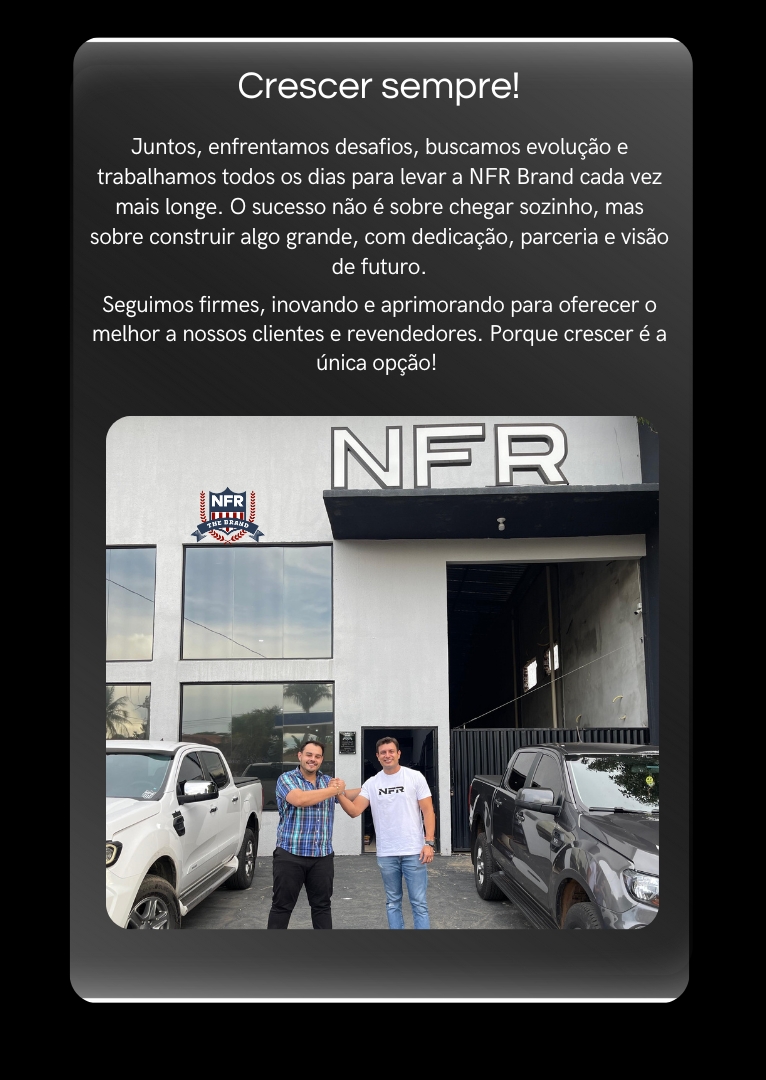 Crescer sempre!
Juntos, enfrentamos desafios, buscamos evolução e
trabalhamos todos os dias para levar a NFR Brand cada vez
mais longe. O sucesso não é sobre chegar sozinho, mas
sobre construir algo grande, com dedicação, parceria e visão
de futuro.
Seguimos firmes, inovando e aprimorando para oferecer o
melhor a nossos clientes e revendedores. Porque crescer é a
única opção!
NFR
NFR
THE BRAND
NFR